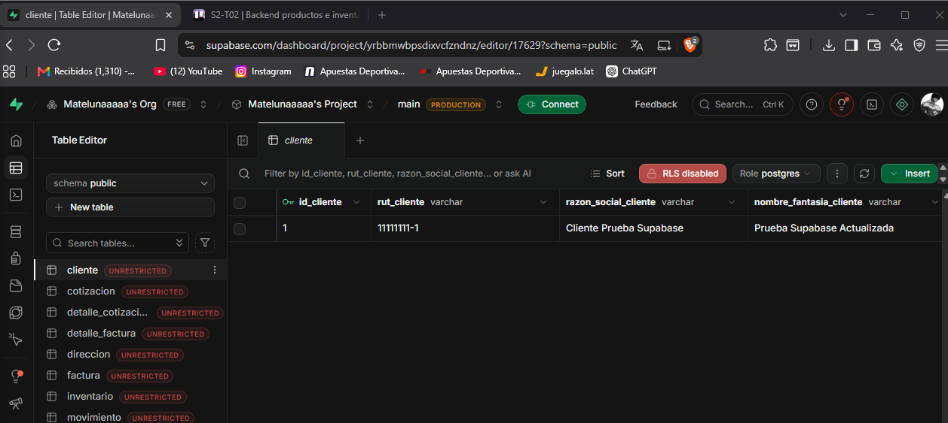 cliente | Table Editor | Matelunaaa
S2-T02 | Backend productos e inven
supabase.com/dashboard/project/yrbbmwbpsdixvcfzndnz/editor/17629?schema=public
2
Recibidos (1,310) -...
(12) YouTube
Instagram
Apuestas Deportiva...
Apuestas Deportiva...
juegalo.lat
ChatGPT
Matelunaaaaa's Org
FREE
Matelunaaaaa's Project
main
PRODUCTION
Connect
Feedback
Search...
Ctrl K
Table Editor
cliente
schema public
Filter by id_cliente, rut_cliente, razon_social_cliente... or ask AI
Sort
RLS disabled
Role postgres
Insert
New table
id_cliente
rut_cliente varchar
razon_social_cliente varchar
nombre_fantasia_cliente varchar
1
11111111-1
Cliente Prueba Supabase
Prueba Supabase Actualizada
Search tables...
cliente UNRESTRICTED
cotizacion UNRESTRICTED
detalle_cotizaci... UNRESTRICTED
detalle_factura UNRESTRICTED
direccion UNRESTRICTED
factura UNRESTRICTED
inventario UNRESTRICTED
movimiento UNRESTRICTED